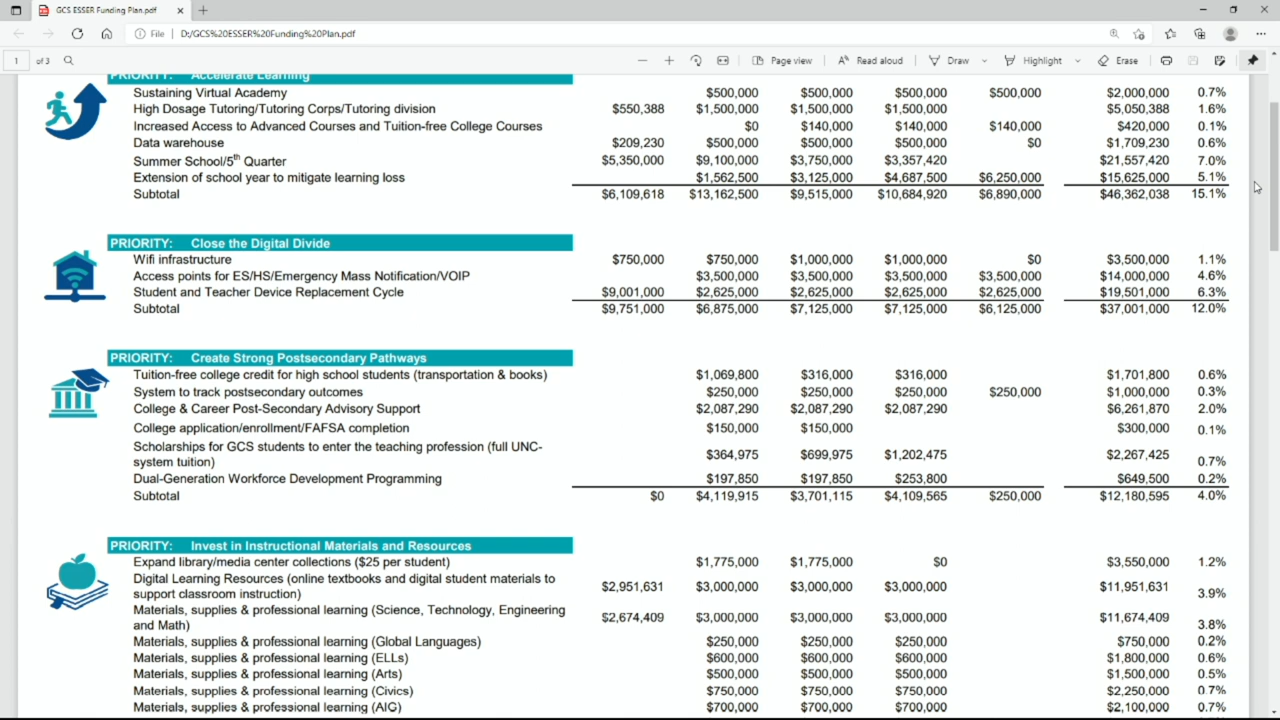 GCS ESSER Funding Plan.pdf
File D:/GCS%20ESSER%20Funding%20Plan.pdf
1 of 3 Page view Read aloud Draw Highlight Erase
PRIORITY: Accelerate Learning
Sustaining Virtual Academy $500,000 $500,000 $500,000 $500,000 $2,000,000 0.7%
High Dosage Tutoring/Tutoring Corps/Tutoring division $550,388 $1,500,000 $1,500,000 $1,500,000 $5,050,388 1.6%
Increased Access to Advanced Courses and Tuition-free College Courses $0 $140,000 $140,000 $140,000 $420,000 0.1%
Data warehouse $209,230 $500,000 $500,000 $500,000 $0 $1,709,230 0.6%
Summer School/5th Quarter $5,350,000 $9,100,000 $3,750,000 $3,357,420 $21,557,420 7.0%
Extension of school year to mitigate learning loss $1,562,500 $3,125,000 $4,687,500 $6,250,000 $15,625,000 5.1%
Subtotal $6,109,618 $13,162,500 $9,515,000 $10,684,920 $6,890,000 $46,362,038 15.1%
PRIORITY: Close the Digital Divide
Wifi infrastructure $750,000 $750,000 $1,000,000 $1,000,000 $0 $3,500,000 1.1%
Access points for ES/HS/Emergency Mass Notification/VOIP $3,500,000 $3,500,000 $3,500,000 $3,500,000 $14,000,000 4.6%
Student and Teacher Device Replacement Cycle $9,001,000 $2,625,000 $2,625,000 $2,625,000 $2,625,000 $19,501,000 6.3%
Subtotal $9,751,000 $6,875,000 $7,125,000 $7,125,000 $6,125,000 $37,001,000 12.0%
PRIORITY: Create Strong Postsecondary Pathways
Tuition-free college credit for high school students (transportation & books) $1,069,800 $316,000 $316,000 $1,701,800 0.6%
System to track postsecondary outcomes $250,000 $250,000 $250,000 $250,000 $1,000,000 0.3%
College & Career Post-Secondary Advisory Support $2,087,290 $2,087,290 $2,087,290 $6,261,870 2.0%
College application/enrollment/FAFSA completion $150,000 $150,000 $300,000 0.1%
Scholarships for GCS students to enter the teaching profession (full UNC-
system tuition) $364,975 $699,975 $1,202,475 $2,267,425 0.7%
Dual-Generation Workforce Development Programming $197,850 $197,850 $253,800 $649,500 0.2%
Subtotal $0 $4,119,915 $3,701,115 $4,109,565 $250,000 $12,180,595 4.0%
PRIORITY: Invest in Instructional Materials and Resources
Expand library/media center collections ($25 per student) $1,775,000 $1,775,000 $0 $3,550,000 1.2%
Digital Learning Resources (online textbooks and digital student materials to
support classroom instruction) $2,951,631 $3,000,000 $3,000,000 $3,000,000 $11,951,631 3.9%
Materials, supplies & professional learning (Science, Technology, Engineering
and Math) $2,674,409 $3,000,000 $3,000,000 $3,000,000 $11,674,409 3.8%
Materials, supplies & professional learning (Global Languages) $250,000 $250,000 $250,000 $750,000 0.2%
Materials, supplies & professional learning (ELLs) $600,000 $600,000 $600,000 $1,800,000 0.6%
Materials, supplies & professional learning (Arts) $500,000 $500,000 $500,000 $1,500,000 0.5%
Materials, supplies & professional learning (Civics) $750,000 $750,000 $750,000 $2,250,000 0.7%
Materials, supplies & professional learning (AIG) $700,000 $700,000 $700,000 $2,100,000 0.7%